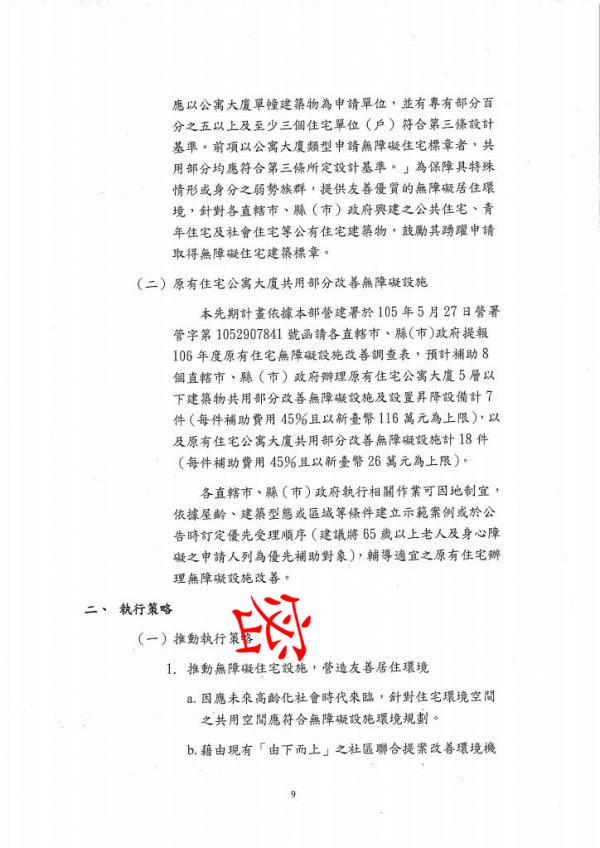 應以公寓大廈單幢建築物為申請單位，並有專有部分百
分之五以上及至少三個住宅單位（戶）符合第三條設計
基準。前項以公寓大廈類型申請無障礙住宅標章者，共
用部分均應符合第三條所定設計基準。」為保障具特殊
情形或身分之弱勢族群，提供友善優質的無障礙居住環
境，針對各直轄市、縣（市）政府興建之公共住宅、青
年住宅及社會住宅等公有住宅建築物，鼓勵其踴躍申請
取得無障礙住宅建築標章。
（二）原有住宅公寓大廈共用部分改善無障礙設施
本先期計畫依據本部營建署於 105 年 5 月 27 日營署
管字第 1052907841 號函請各直轄市、縣(市)政府提報
106 年度原有住宅無障礙設施改善調查表，預計補助 8
個直轄市、縣（市）政府辦理原有住宅公寓大廈 5 層以
下建築物共用部分改善無障礙設施及設置昇降設備計 7
件（每件補助費用 45%且以新臺幣 116 萬元為上限），以
及原有住宅公寓大廈共用部分改善無障礙設施計 18 件
（每件補助費用 45%且以新臺幣 26 萬元為上限）。
各直轄市、縣（市）政府執行相關作業可因地制宜，
依據屋齡、建築型態或區域等條件建立示範案例或於公
告時訂定優先受理順序（建議將 65 歲以上老人及身心障
礙之申請人列為優先補助對象），輔導適宜之原有住宅辦
理無障礙設施改善。
二、 執行策略
密
（一）推動執行策略
1. 推動無障礙住宅設施，營造友善居住環境
a. 因應未來高齡化社會時代來臨，針對住宅環境空間
之共用空間應符合無障礙設施環境規劃。
b. 藉由現有「由下而上」之社區聯合提案改善環境機
9